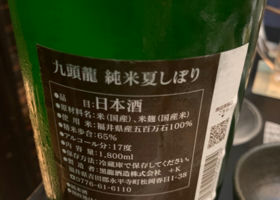 九頭龍 純米夏しぼり
●品目:日本酒
●原材料名:米(国産)、米麹(国産米)
●使用米:福井県産五百万石100%
●精米歩合:65%
●アルコール分:17度
●内容量:1,800ml
●保存方法:冷蔵庫で保存してください。
●製造者:黒龍酒造株式会社 +K
福井県吉田郡永平寺町松岡春日1-38
☎0776-61-6110
純米酒